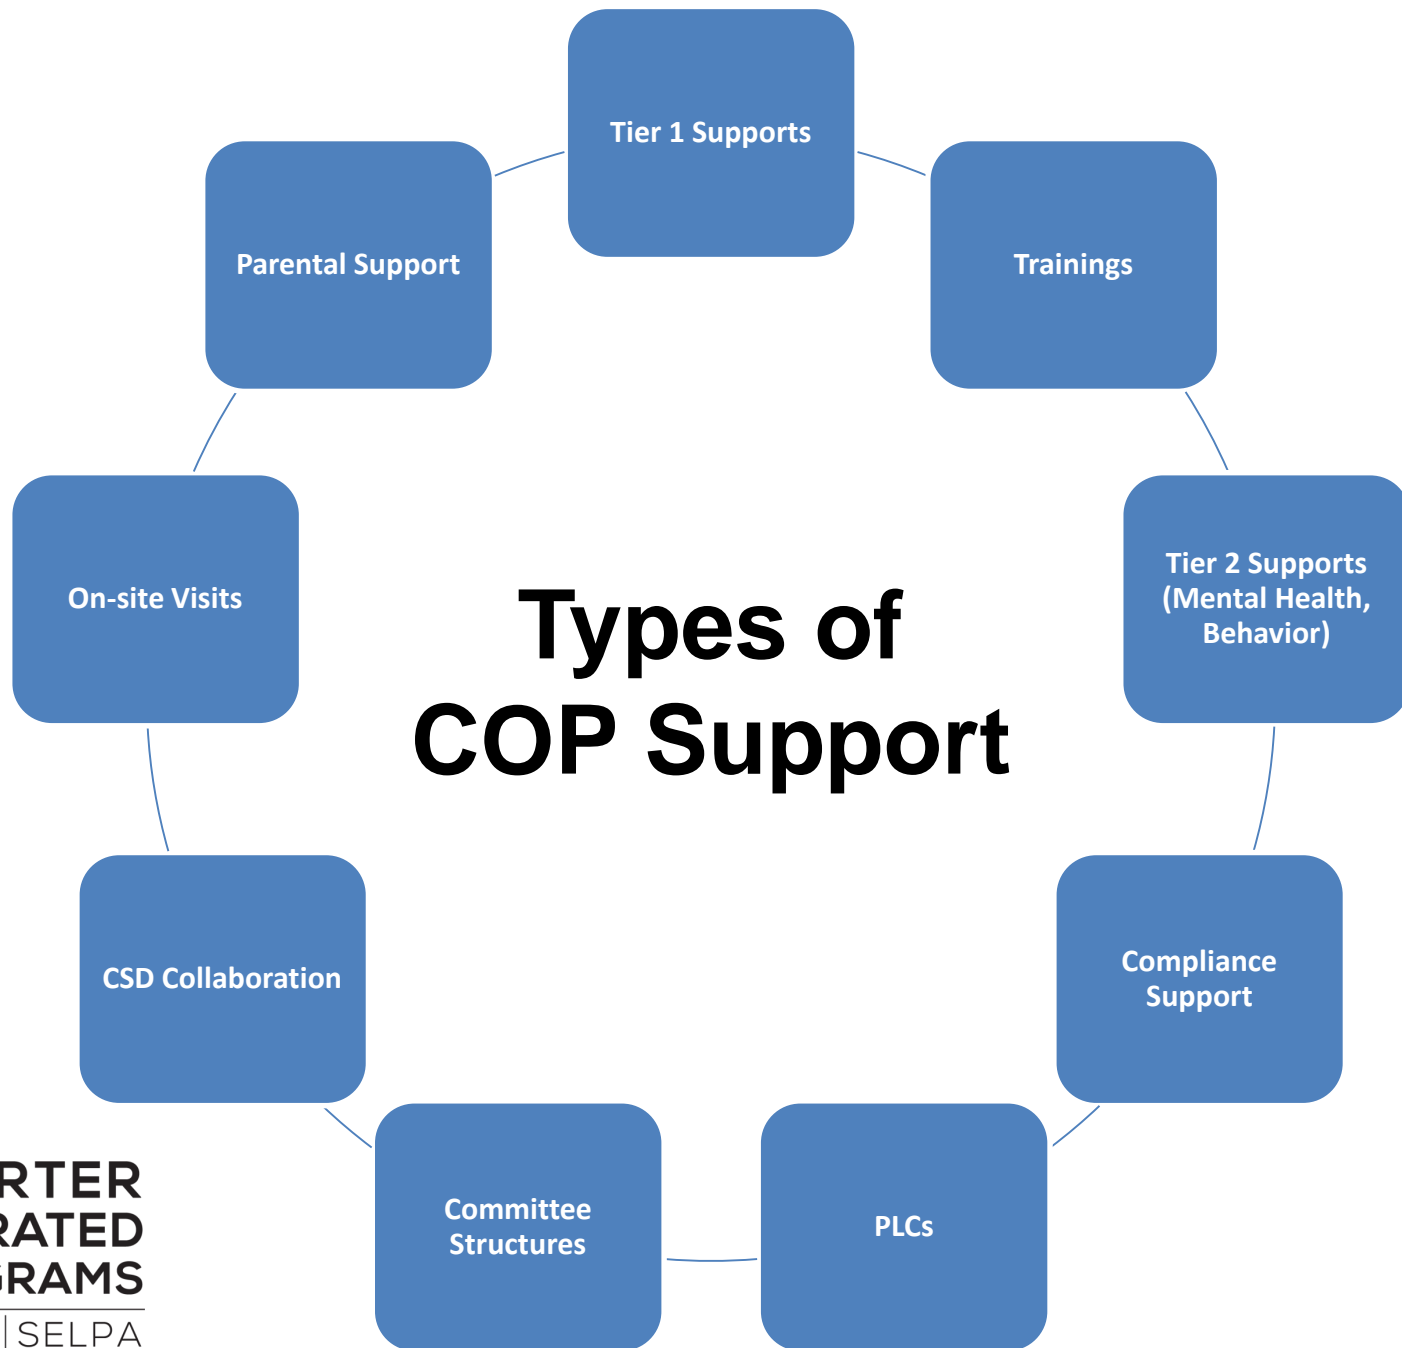 Tier 1 Supports
Parental Support
Trainings
On-site Visits
Tier 2 Supports
(Mental Health,
Behavior)
Types of
COP Support
CSD Collaboration
Compliance
Support
Committee
Structures
PLCs
RTER
RATED
GRAMS
SELPA